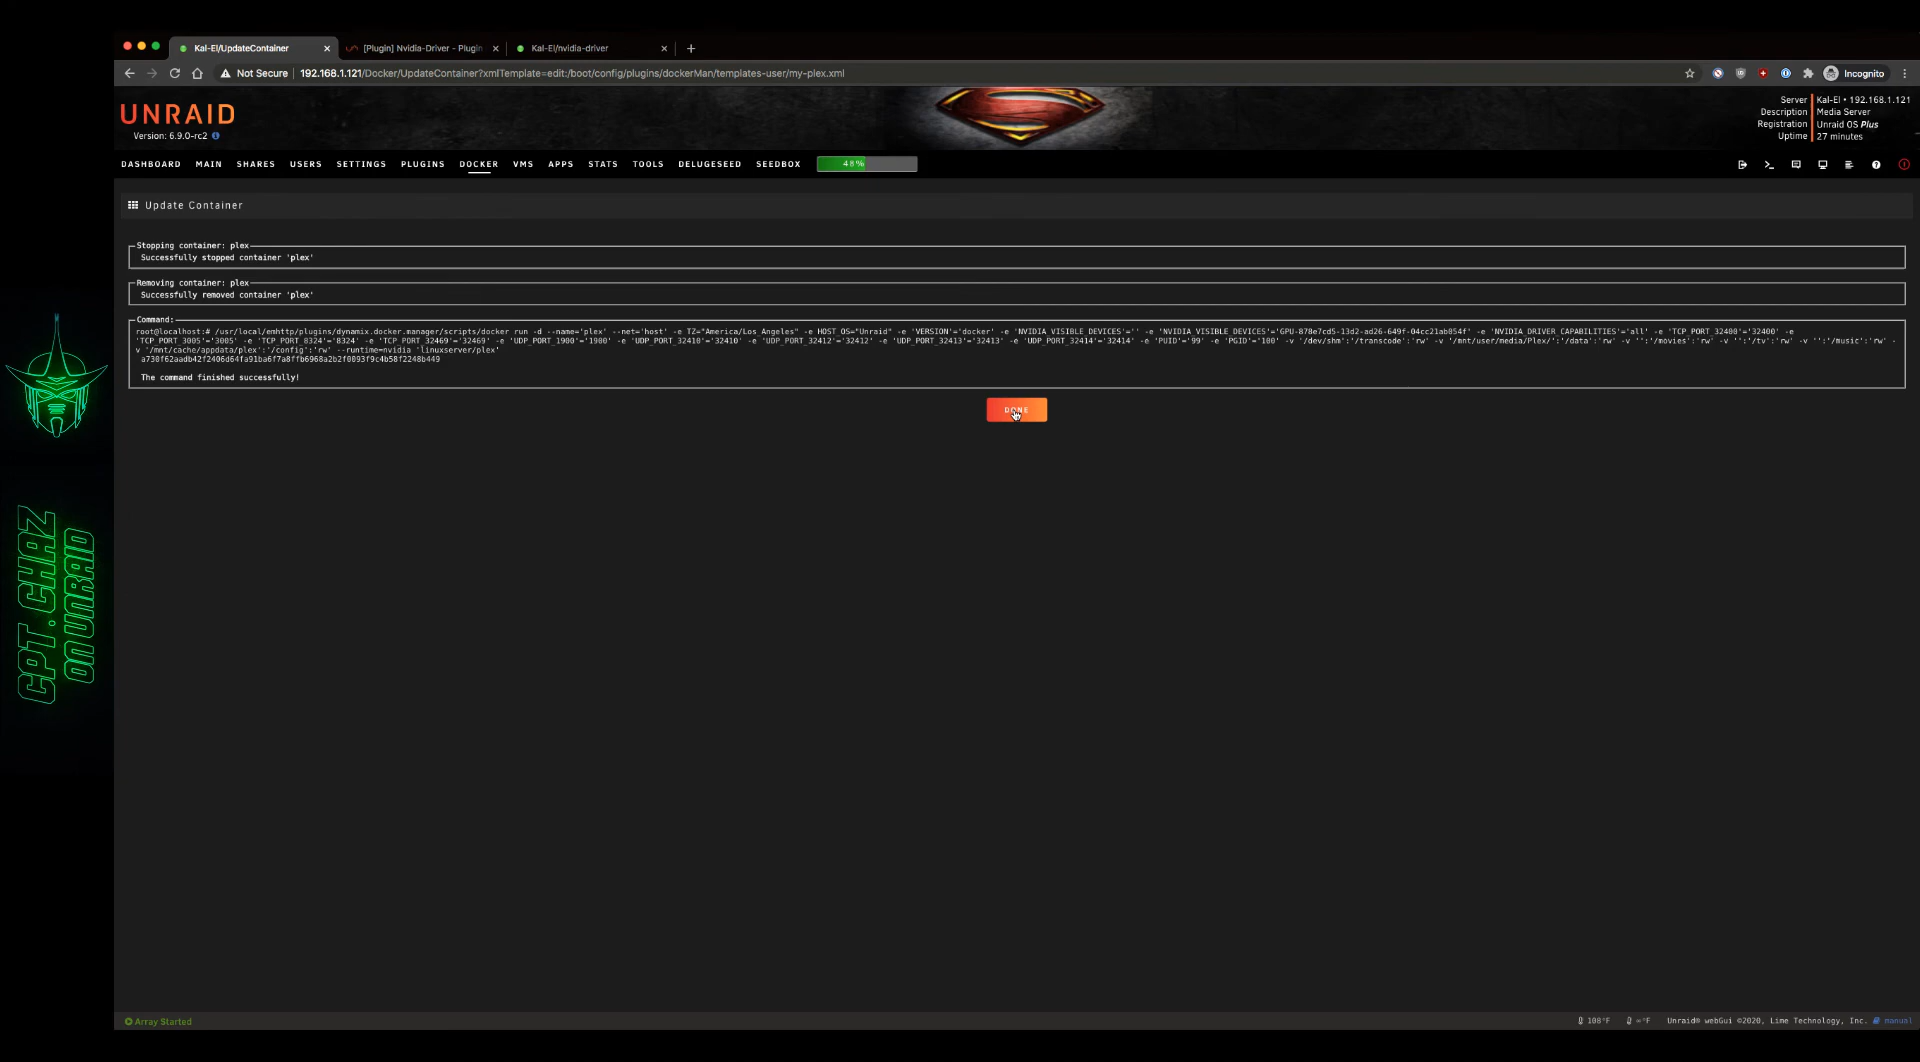 Kal-El/UpdateContainer
[Plugin] Nvidia-Driver - Plugin
Kal-El/nvidia-driver
Not Secure
192.168.1.121/Docker/UpdateContainer?xmlTemplate=edit:/boot/config/plugins/dockerMan/templates-user/my-plex.xml
Incognito
UNRAID
Version: 6.9.0-rc2
Server Kal-El • 192.168.1.121
Description Media Server
Registration Unraid OS Plus
Uptime 27 minutes
DASHBOARD MAIN SHARES USERS SETTINGS PLUGINS DOCKER VMS APPS STATS TOOLS DELUGESEED SEEDBOX 48%
Update Container
Stopping container: plex
Successfully stopped container 'plex'
Removing container: plex
Successfully removed container 'plex'
Command:
root@localhost:# /usr/local/emhttp/plugins/dynamix.docker.manager/scripts/docker run -d --name='plex' --net='host' -e TZ="America/Los_Angeles" -e HOST_OS="Unraid" -e 'VERSION'='docker' -e 'NVIDIA_VISIBLE_DEVICES'='' -e 'NVIDIA_VISIBLE_DEVICES'='GPU-878e7cd5-13d2-ad26-649f-04cc21ab054f' -e 'NVIDIA_DRIVER_CAPABILITIES'='all' -e 'TCP_PORT_32400'='32400' -e
'TCP_PORT_3005'='3005' -e 'TCP_PORT_8324'='8324' -e 'TCP_PORT_32469'='32469' -e 'UDP_PORT_1900'='1900' -e 'UDP_PORT_32410'='32410' -e 'UDP_PORT_32412'='32412' -e 'UDP_PORT_32413'='32413' -e 'UDP_PORT_32414'='32414' -e 'PUID'='99' -e 'PGID'='100' -v '/dev/shm':'/transcode':'rw' -v '/mnt/user/media/Plex/':'/data':'rw' -v '':'/movies':'rw' -v '':'/tv':'rw' -v '':'/music':'rw' -
v '/mnt/cache/appdata/plex':'/config':'rw' --runtime=nvidia 'linuxserver/plex'
a730f62aadb42f2406d64fa91ba6f7a8ffb6968a2b2f0093f9c4b58f2248b449
The command finished successfully!
DONE
CPT. CHAZ
ON UNRAID
Array Started
108°F
∞°F
Unraid® webGui ©2020, Lime Technology, Inc.
manual